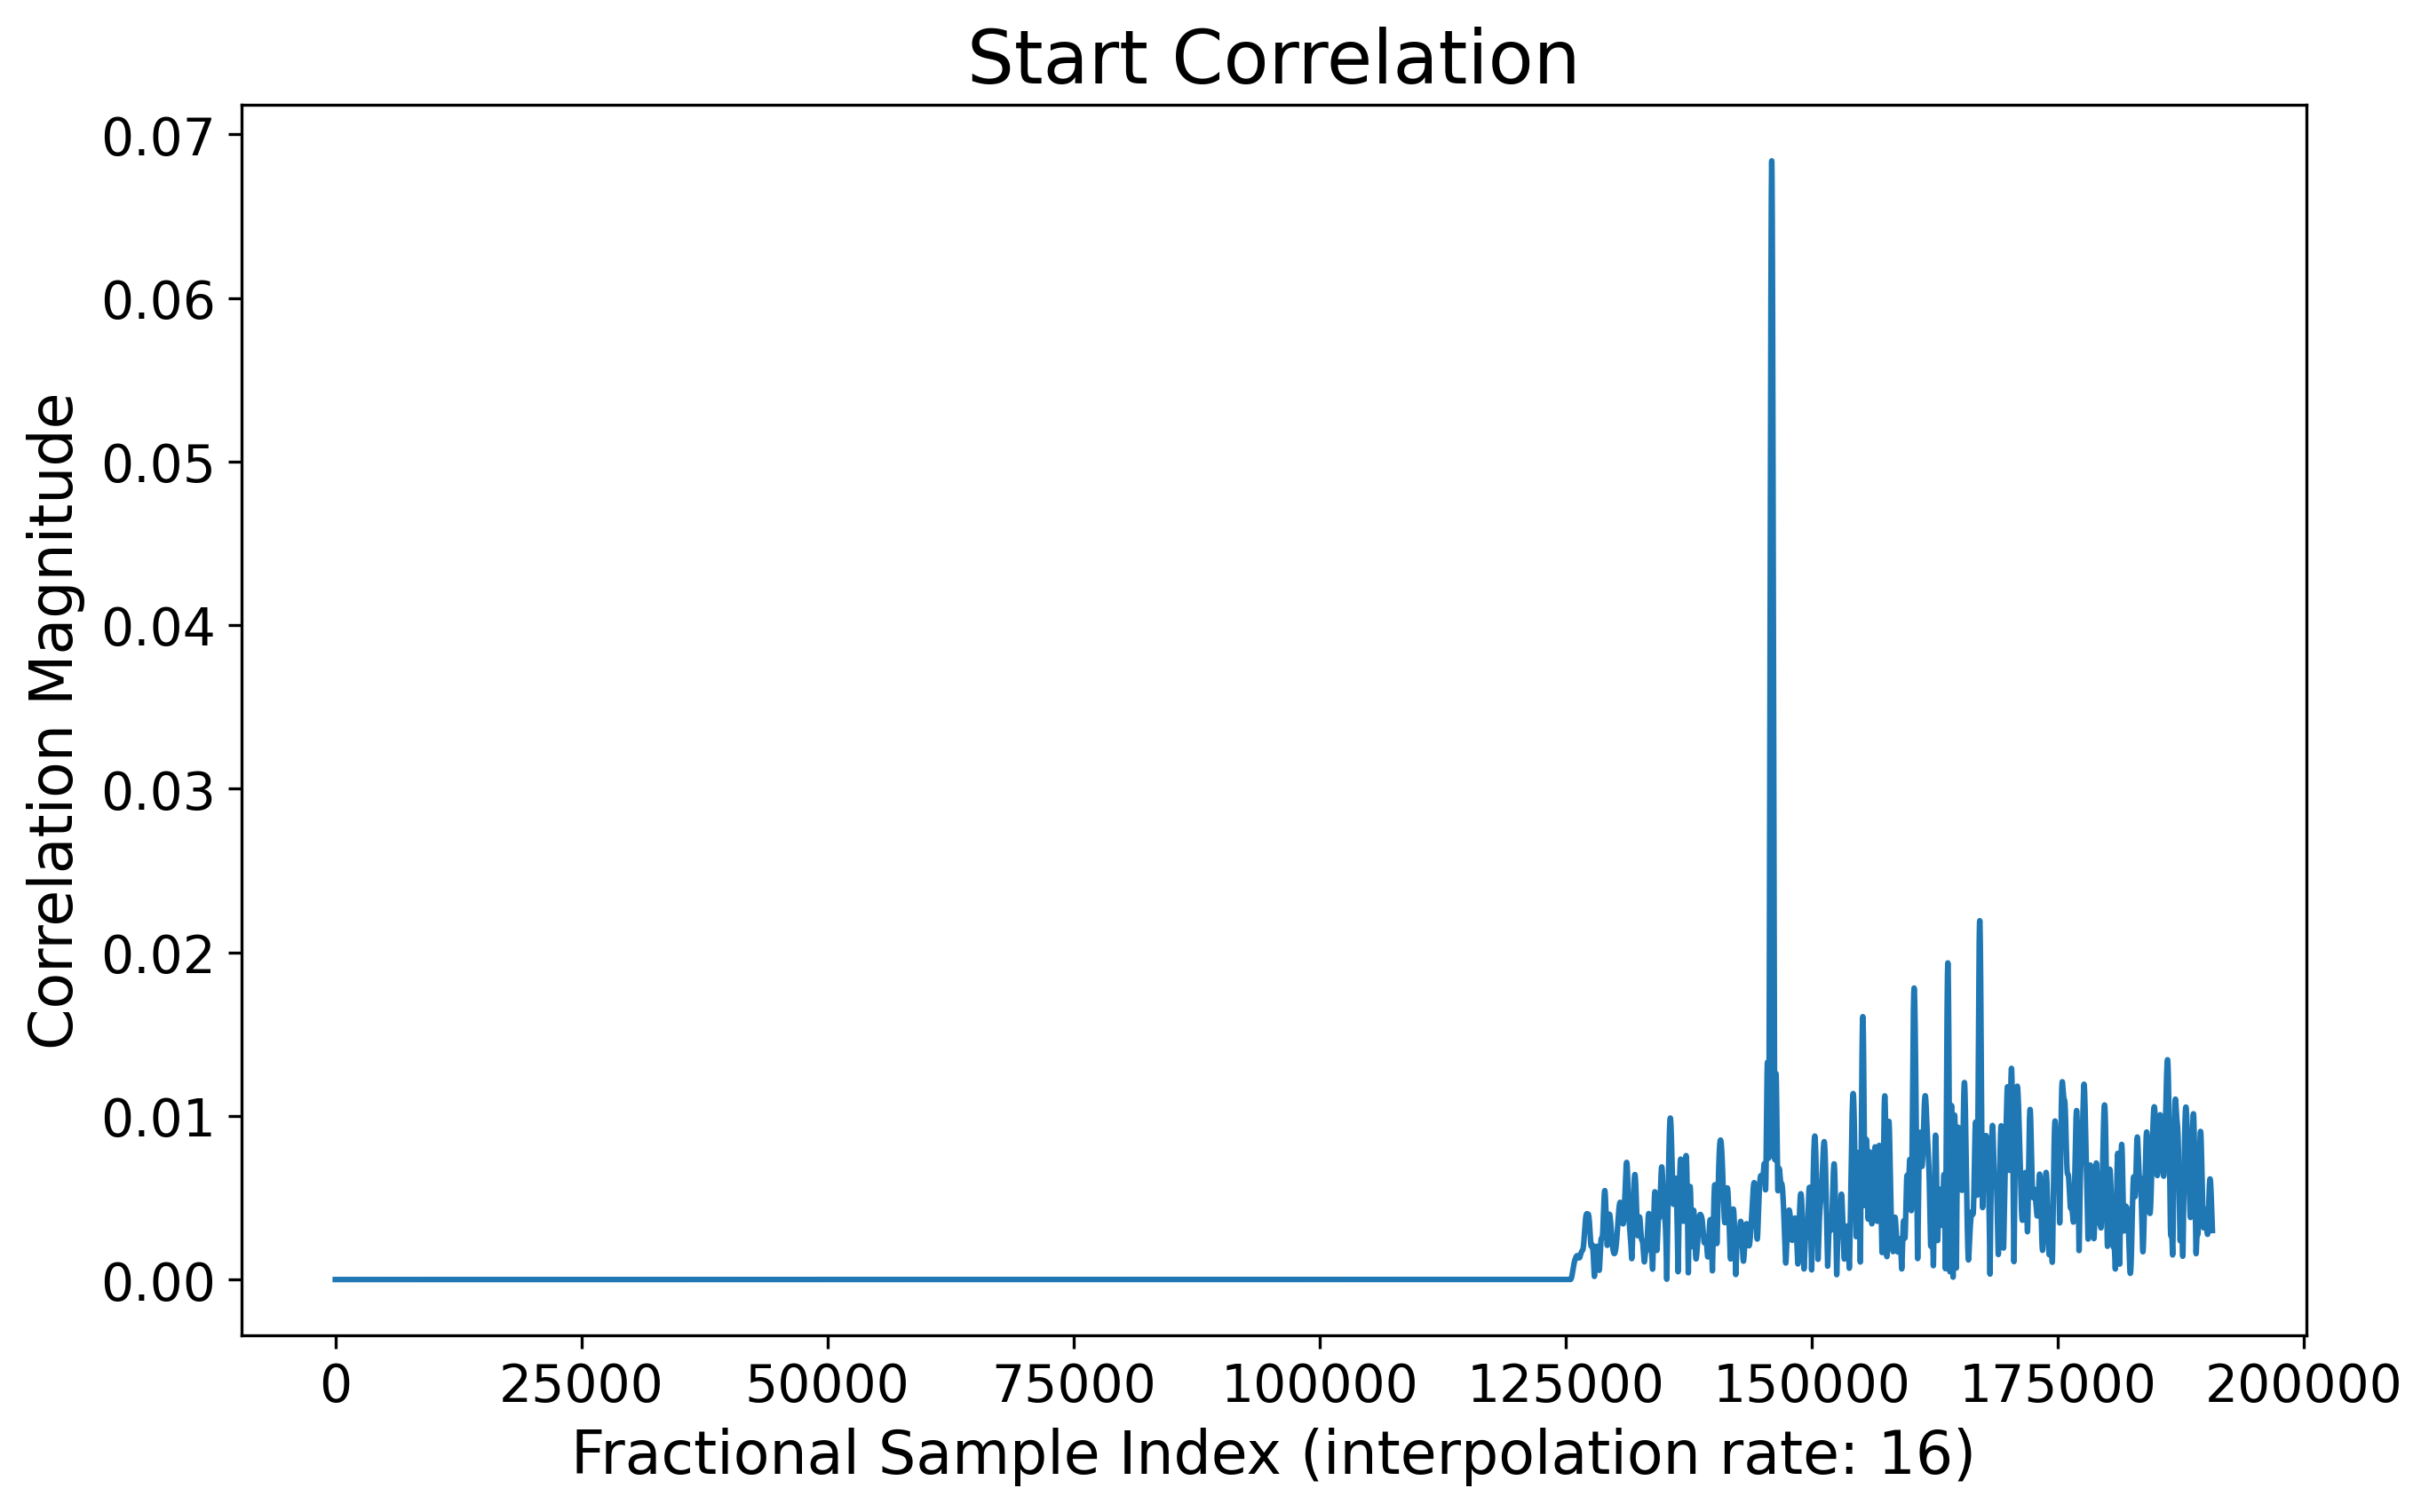 Start Correlation
0.07
0.06
0.05
0.04
0.03
0.02
0.01
0.00
Correlation Magnitude
0 25000 50000 75000 100000 125000 150000 175000 200000
Fractional Sample Index (interpolation rate: 16)